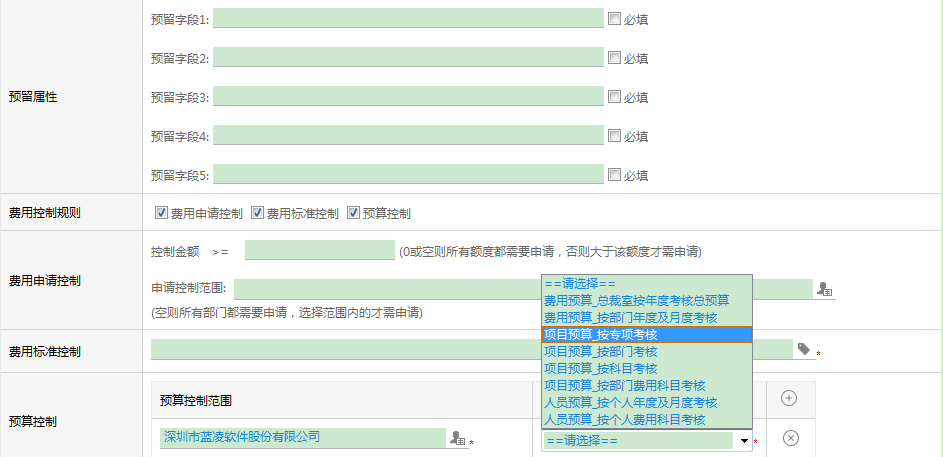 预留属性
预留字段1:
必填
预留字段2:
必填
预留字段3:
必填
预留字段4:
必填
预留字段5:
必填
费用控制规则
费用申请控制 费用标准控制 预算控制
费用申请控制
控制金额 >= (0或空则所有额度都需要申请，否则大于该额度才需申请)
申请控制范围:
(空则所有部门都需要申请，选择范围内的才需申请)
费用标准控制
*
预算控制
预算控制范围
深圳市蓝凌软件股份有限公司 *
==请选择==
费用预算_总裁室按年度考核总预算
费用预算_按部门年度及月度考核
项目预算_按专项考核
项目预算_按部门考核
项目预算_按科目考核
项目预算_按部门费用科目考核
人员预算_按个人年度及月度考核
人员预算_按个人费用科目考核
==请选择== *